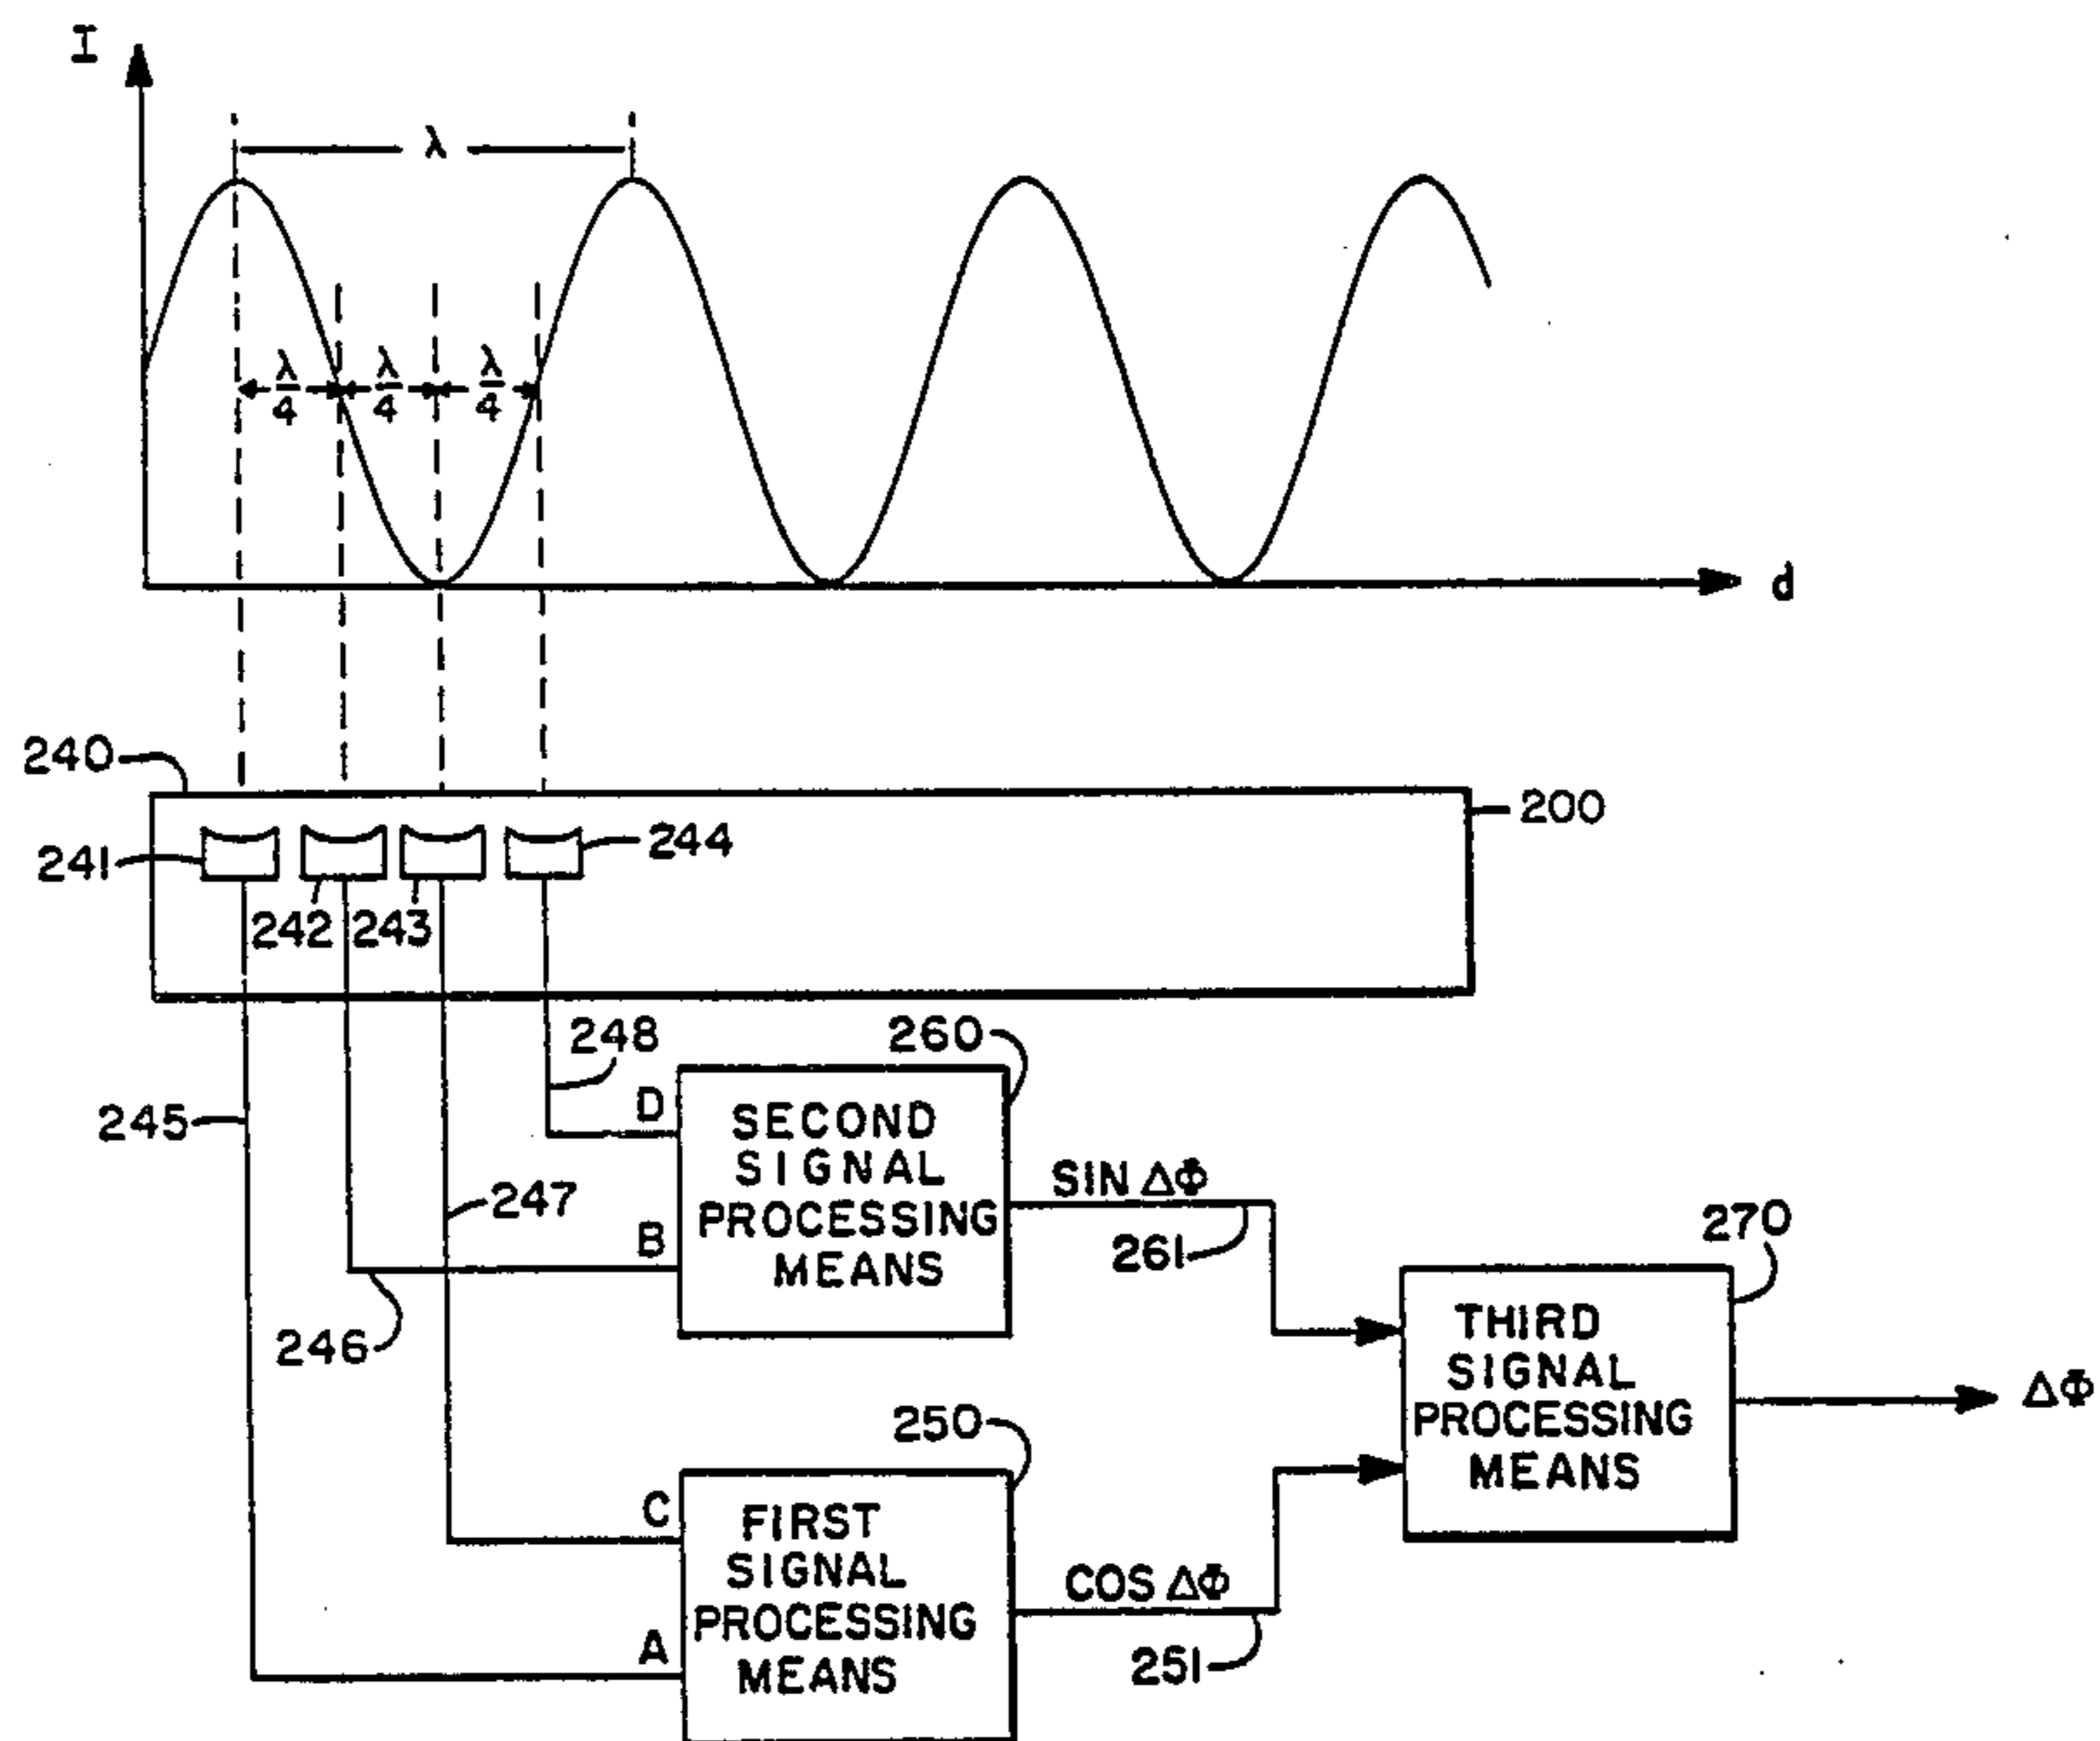 I
λ
λ/4 λ/4 λ/4
d
240
200
241
244
242 243
248
260
245
D
SECOND
SIGNAL
PROCESSING
MEANS
SIN ΔΦ
247
261
B
270
246
THIRD
SIGNAL
PROCESSING
MEANS
ΔΦ
250
C
FIRST
SIGNAL
PROCESSING
MEANS
COS ΔΦ
A
251